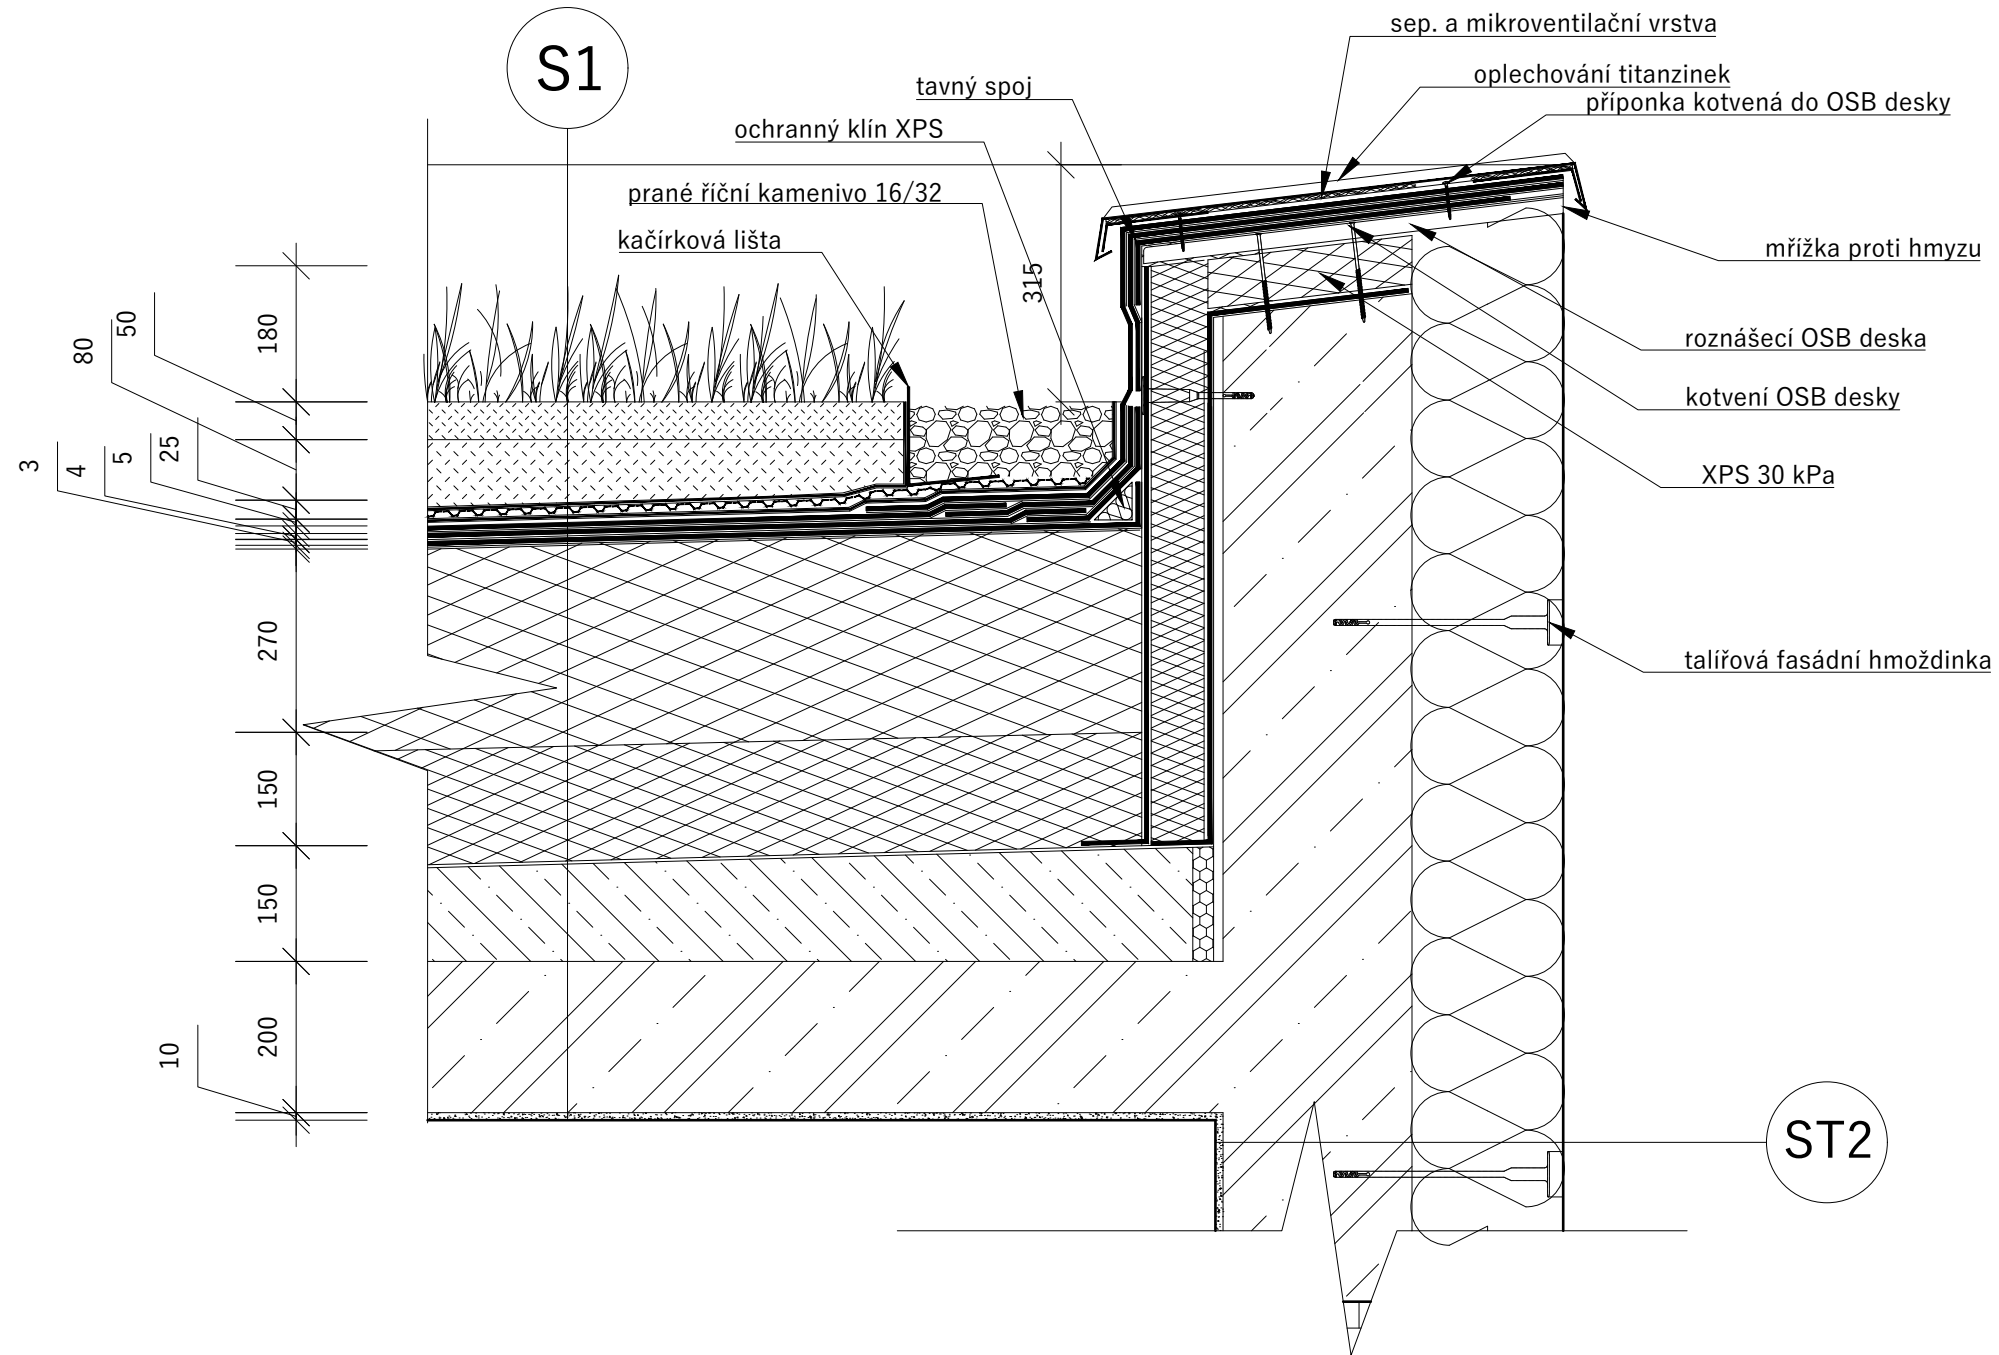 sep. a mikroventilační vrstva
S1
oplechování titanzinek
tavný spoj
příponka kotvená do OSB desky
ochranný klín XPS
prané říční kamenivo 16/32
kačírková lišta
mřížka proti hmyzu
315
50
180
80
roznášecí OSB deska
kotvení OSB desky
3
4
5
25
XPS 30 kPa
270
talířová fasádní hmoždinka
150
150
200
10
ST2